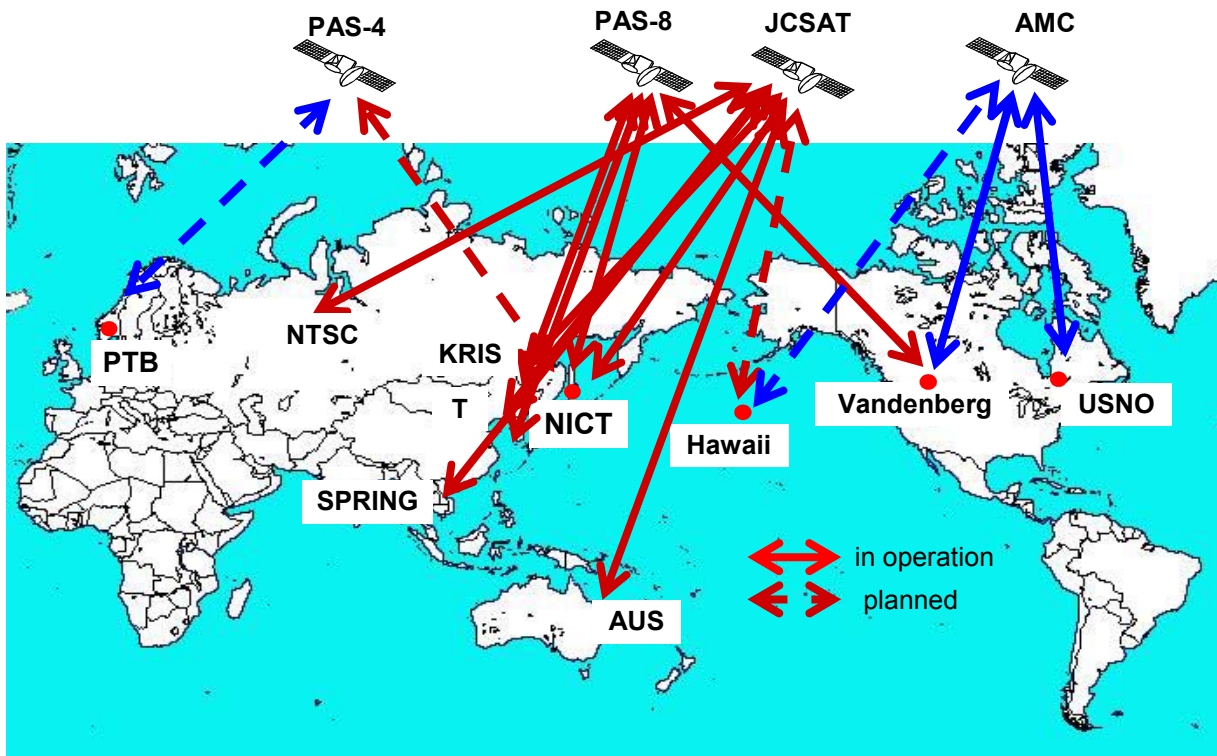 PAS-4
PAS-8
JCSAT
AMC
NTSC
PTB
KRIS
T
NICT
Hawaii
Vandenberg
USNO
SPRING
AUS
in operation
planned